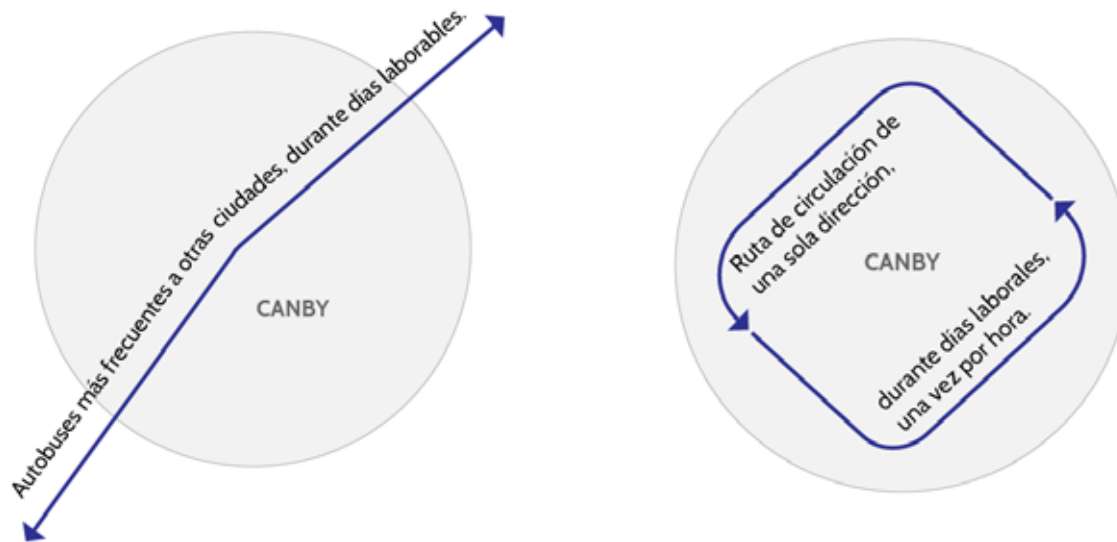 Autobuses más frecuentes a otras ciudades, durante días laborables.
CANBY
Ruta de circulación de
una sola dirección,
CANBY
durante días laborales,
una vez por hora.